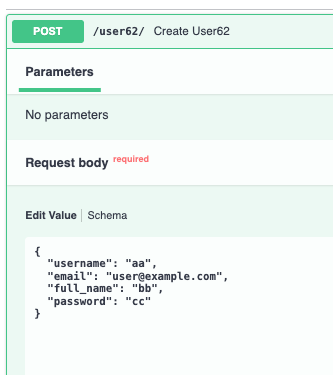 POST /user62/ Create User62
Parameters
No parameters
Request body required
Edit Value Schema
{
  "username": "aa",
  "email": "user@example.com",
  "full_name": "bb",
  "password": "cc"
}